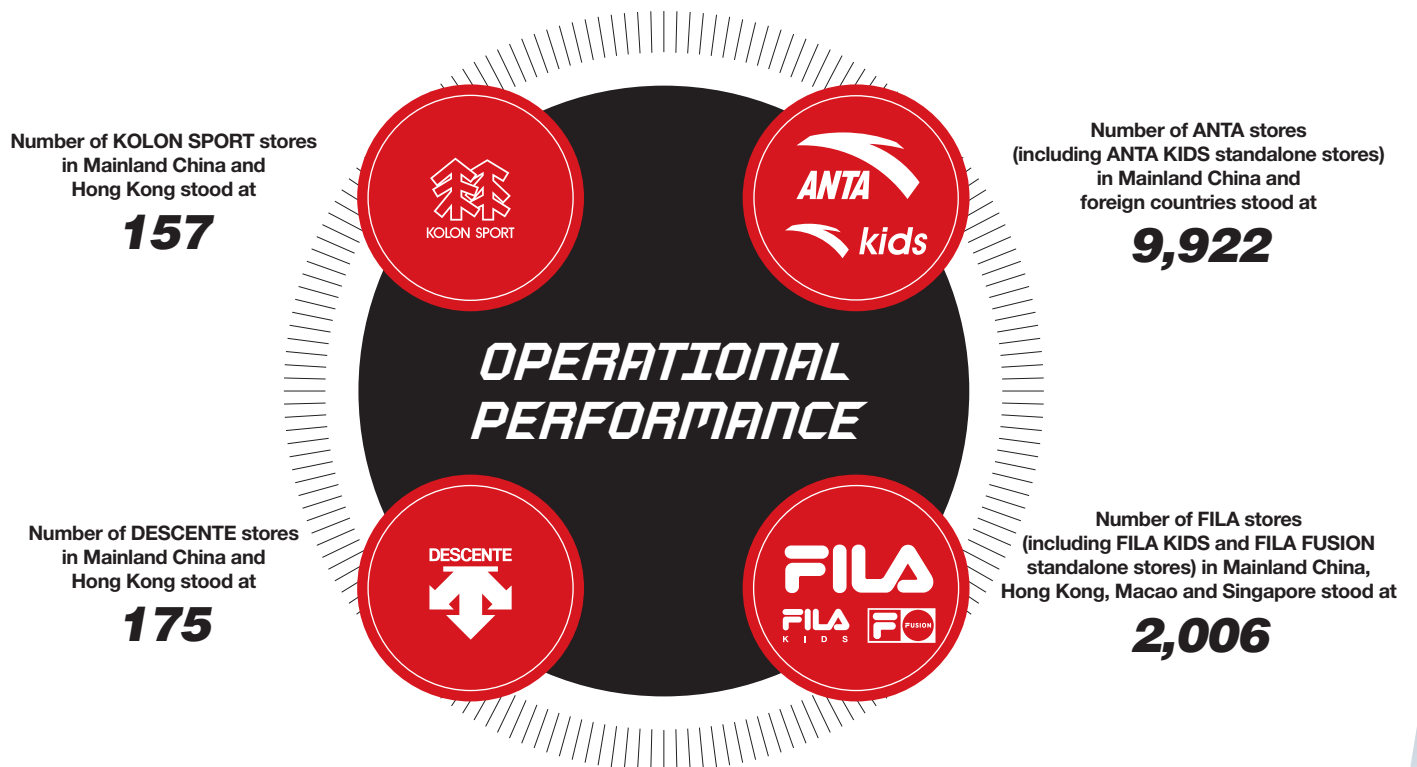 Number of KOLON SPORT stores
in Mainland China and
Hong Kong stood at
157
KOLON SPORT
ANTA
kids
Number of ANTA stores
(including ANTA KIDS standalone stores)
in Mainland China and
foreign countries stood at
9,922
OPERATIONAL
PERFORMANCE
Number of DESCENTE stores
in Mainland China and
Hong Kong stood at
175
DESCENTE
FILA
FILA
KIDS
F FUSION
Number of FILA stores
(including FILA KIDS and FILA FUSION
standalone stores) in Mainland China,
Hong Kong, Macao and Singapore stood at
2,006